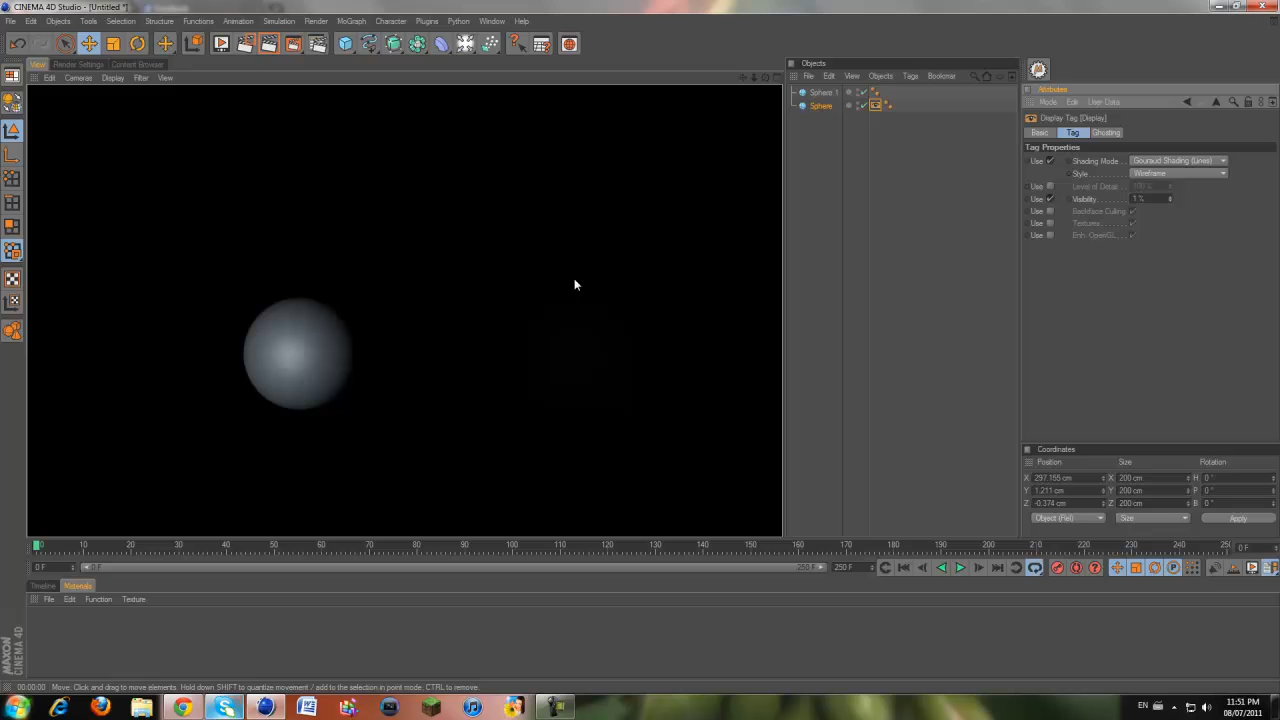 CINEMA 4D Studio - [Untitled *]
File Edit Objects Tools Selection Structure Functions Animation Simulation Render MoGraph Character Plugins Python Window Help
View Render Settings Content Browser
Edit Cameras Display Filter View
Objects
File Edit View Objects Tags Bookmar
Sphere 1
Sphere
Attributes
Mode Edit User Data
Display Tag [Display]
Basic Tag Ghosting
Tag Properties
Use Shading Mode Gouraud Shading (Lines)
Style Wireframe
Use Level of Detail 100 %
Use Visibility 1 %
Use Backface Culling
Use Textures
Use Enh. OpenGL
Coordinates
Position Size Rotation
X 297.155 cm X 200 cm H 0 °
Y 1.211 cm Y 200 cm P 0 °
Z -0.374 cm Z 200 cm B 0 °
Object (Rel) Size Apply
0 10 20 30 40 50 60 70 80 90 100 110 120 130 140 150 160 170 180 190 200 210 220 230 240 25 0 F
0 F 0 F 250 F 250 F
Timeline Materials
File Edit Function Texture
MAXON CINEMA 4D
00:00:00 Move: Click and drag to move elements. Hold down SHIFT to quantize movement / add to the selection in point mode, CTRL to remove.
EN 11:51 PM
08/07/2011